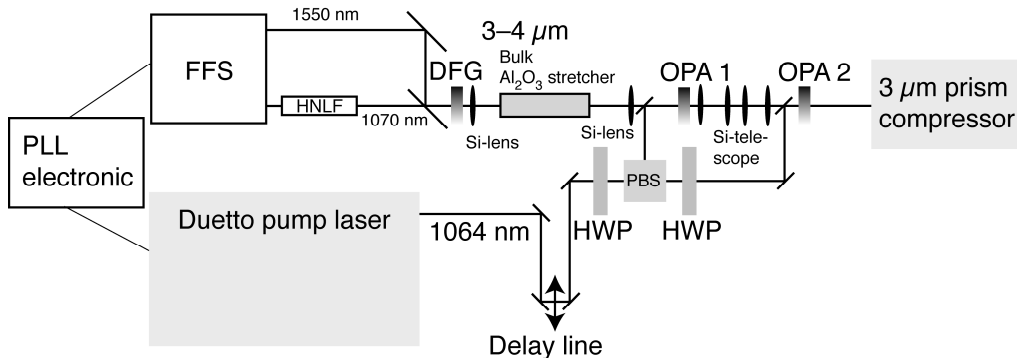 1550 nm
3–4 µm
FFS
DFG
Bulk
Al2O3 stretcher
OPA 1
OPA 2
HNLF
1070 nm
3 µm prism
compressor
Si-lens
Si-lens
Si-tele-
scope
PLL
electronic
PBS
Duetto pump laser
1064 nm
HWP
HWP
Delay line